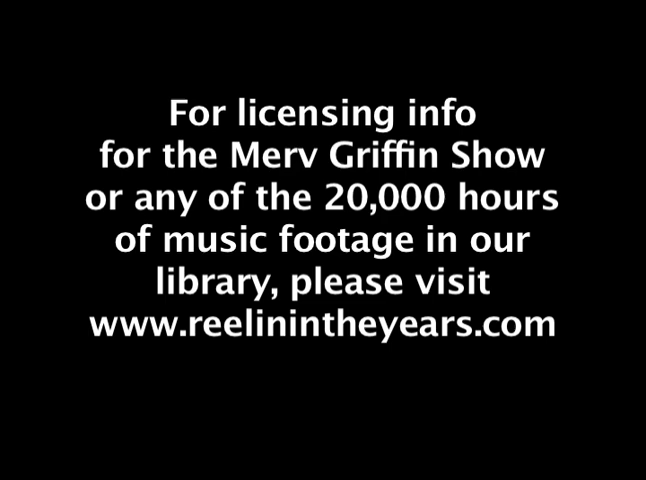 For licensing info
for the Merv Griffin Show
or any of the 20,000 hours
of music footage in our
library, please visit
www.reelinintheyears.com